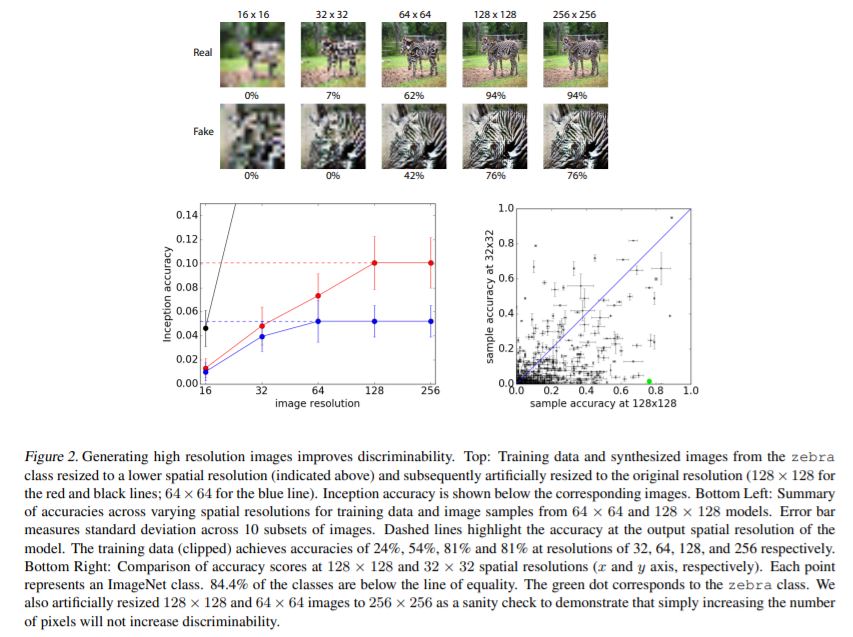 16 x 16 32 x 32 64 x 64 128 x 128 256 x 256
Real
0% 7% 62% 94% 94%
Fake
0% 0% 42% 76% 76%
Inception accuracy
0.14
0.12
0.10
0.08
0.06
0.04
0.02
0.00
16 32 64 128 256
image resolution
sample accuracy at 32x32
1.0
0.8
0.6
0.4
0.2
0.0
0.0 0.2 0.4 0.6 0.8 1.0
sample accuracy at 128x128
Figure 2. Generating high resolution images improves discriminability. Top: Training data and synthesized images from the zebra
class resized to a lower spatial resolution (indicated above) and subsequently artificially resized to the original resolution (128 × 128 for
the red and black lines; 64 × 64 for the blue line). Inception accuracy is shown below the corresponding images. Bottom Left: Summary
of accuracies across varying spatial resolutions for training data and image samples from 64 × 64 and 128 × 128 models. Error bar
measures standard deviation across 10 subsets of images. Dashed lines highlight the accuracy at the output spatial resolution of the
model. The training data (clipped) achieves accuracies of 24%, 54%, 81% and 81% at resolutions of 32, 64, 128, and 256 respectively.
Bottom Right: Comparison of accuracy scores at 128 × 128 and 32 × 32 spatial resolutions (x and y axis, respectively). Each point
represents an ImageNet class. 84.4% of the classes are below the line of equality. The green dot corresponds to the zebra class. We
also artificially resized 128 × 128 and 64 × 64 images to 256 × 256 as a sanity check to demonstrate that simply increasing the number
of pixels will not increase discriminability.